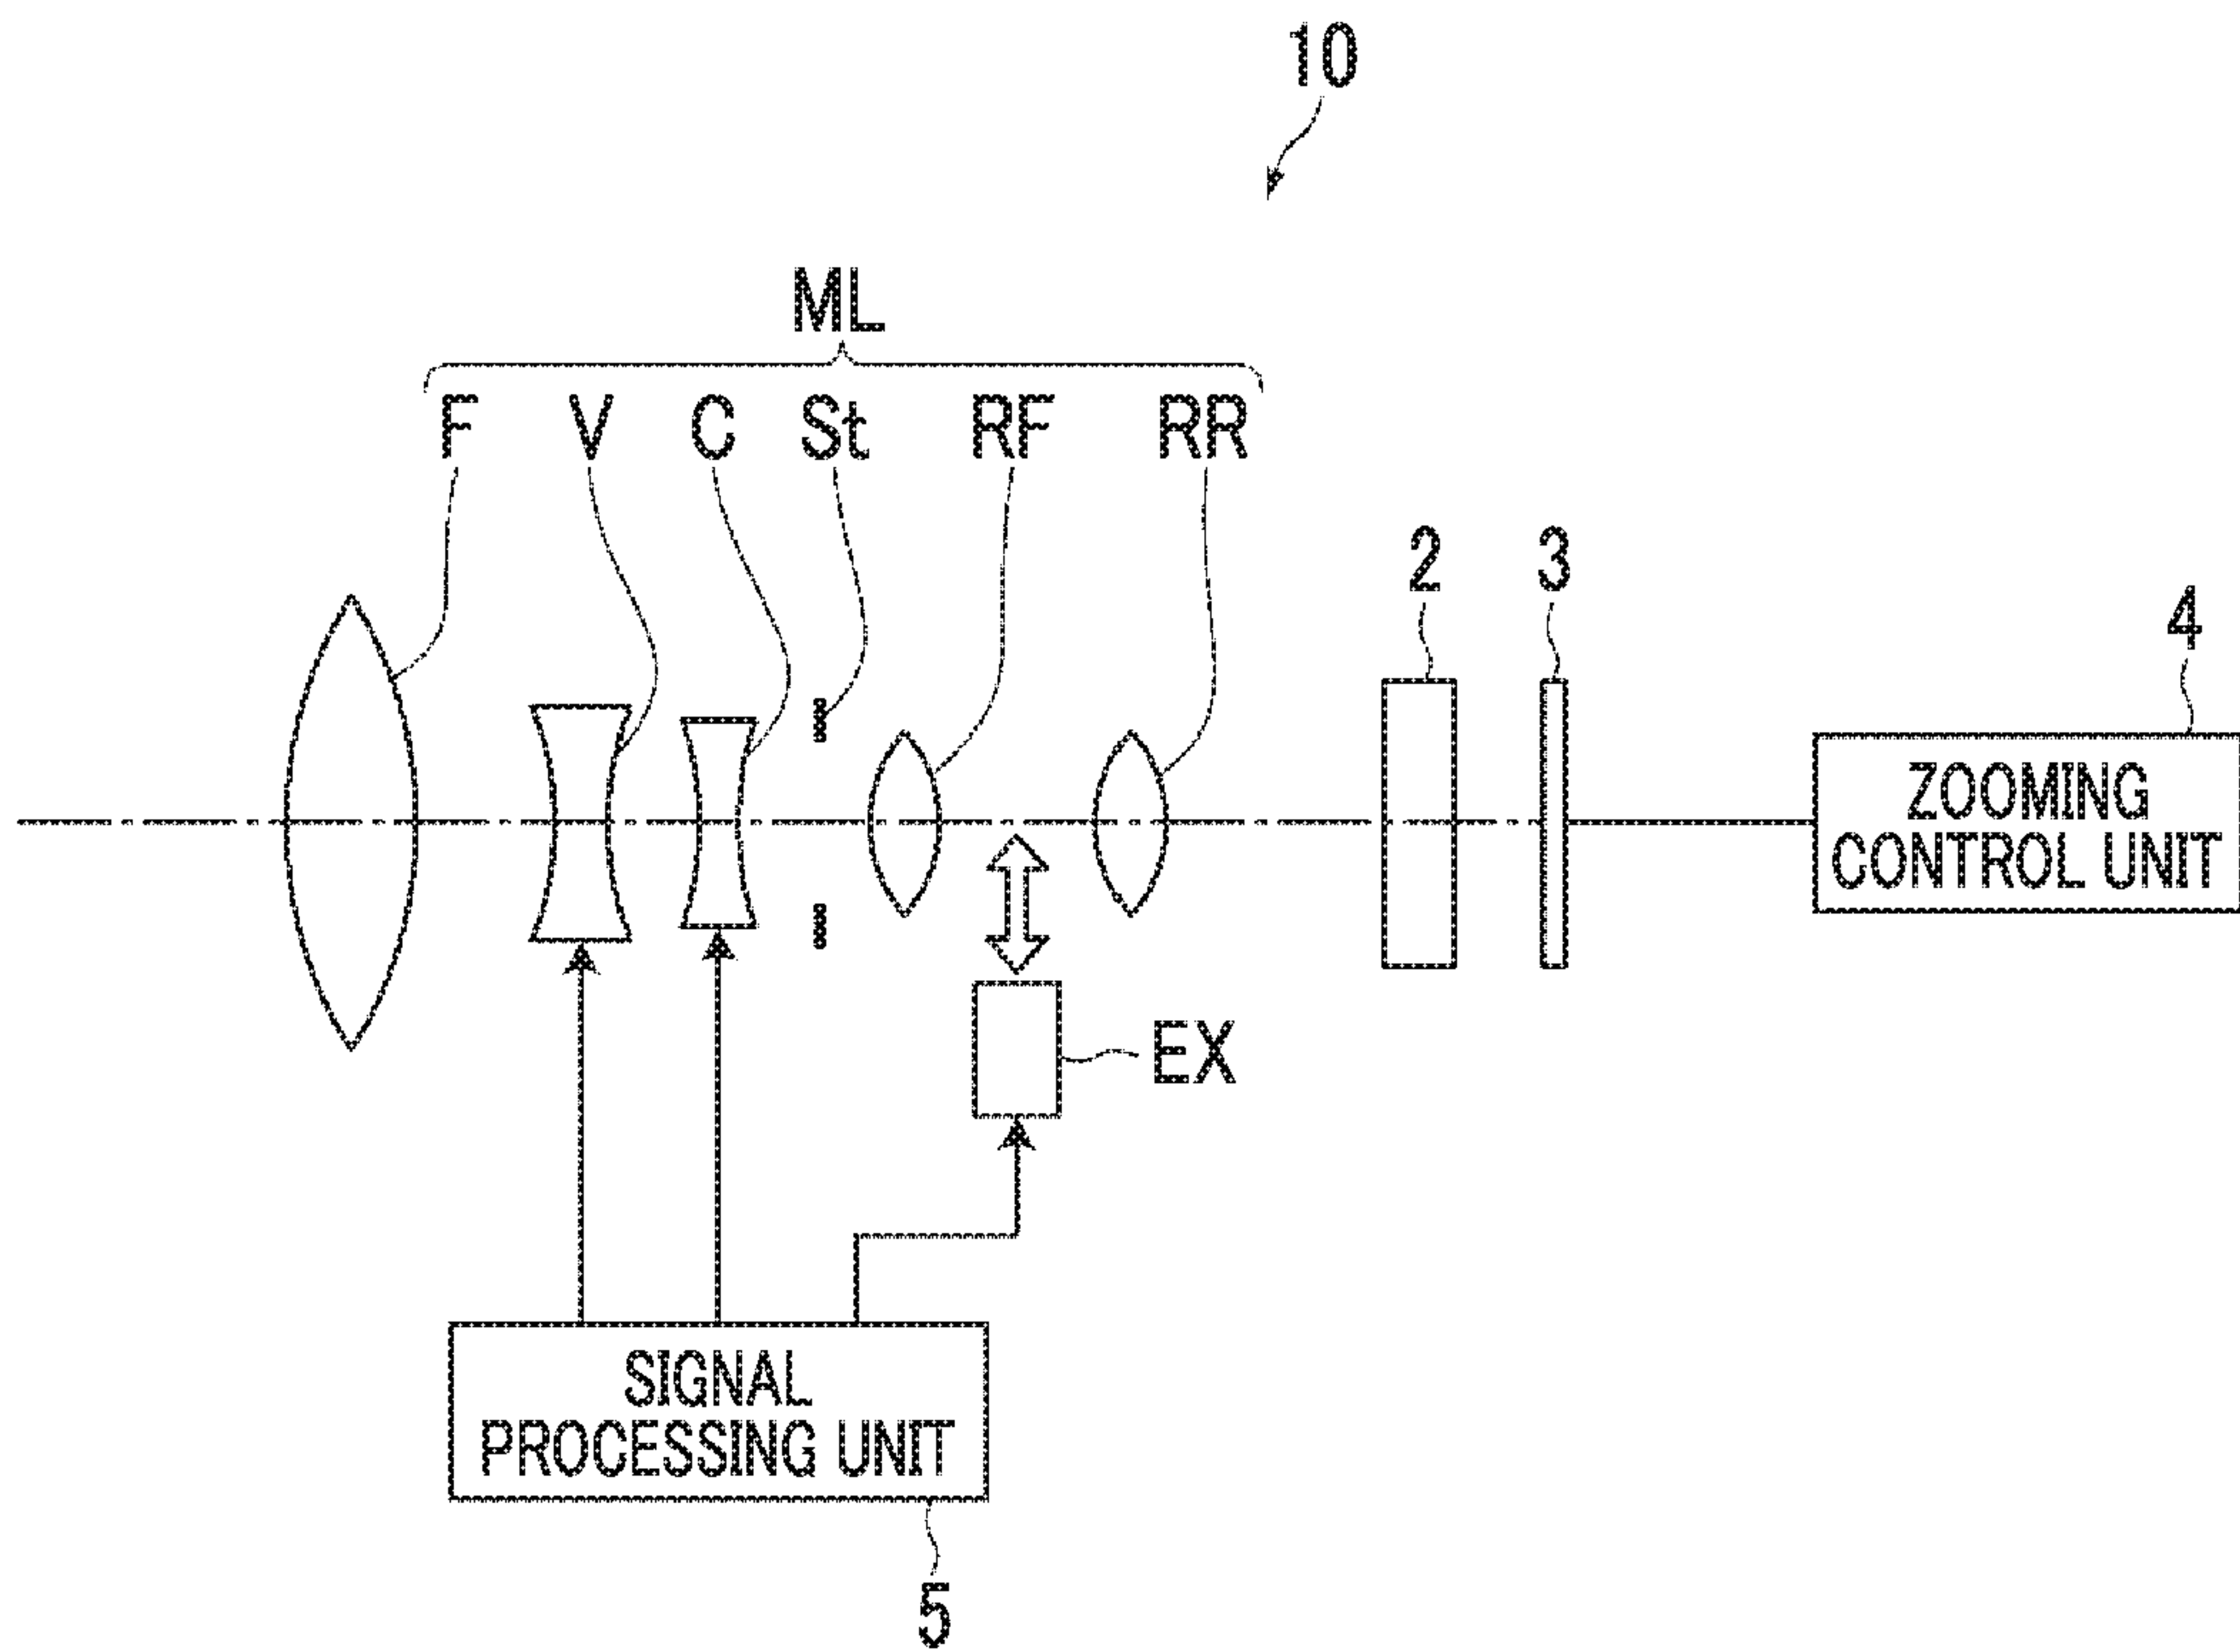 10
ML
F V C St RF RR
2 3
4
ZOOMING
CONTROL UNIT
EX
SIGNAL
PROCESSING UNIT
5